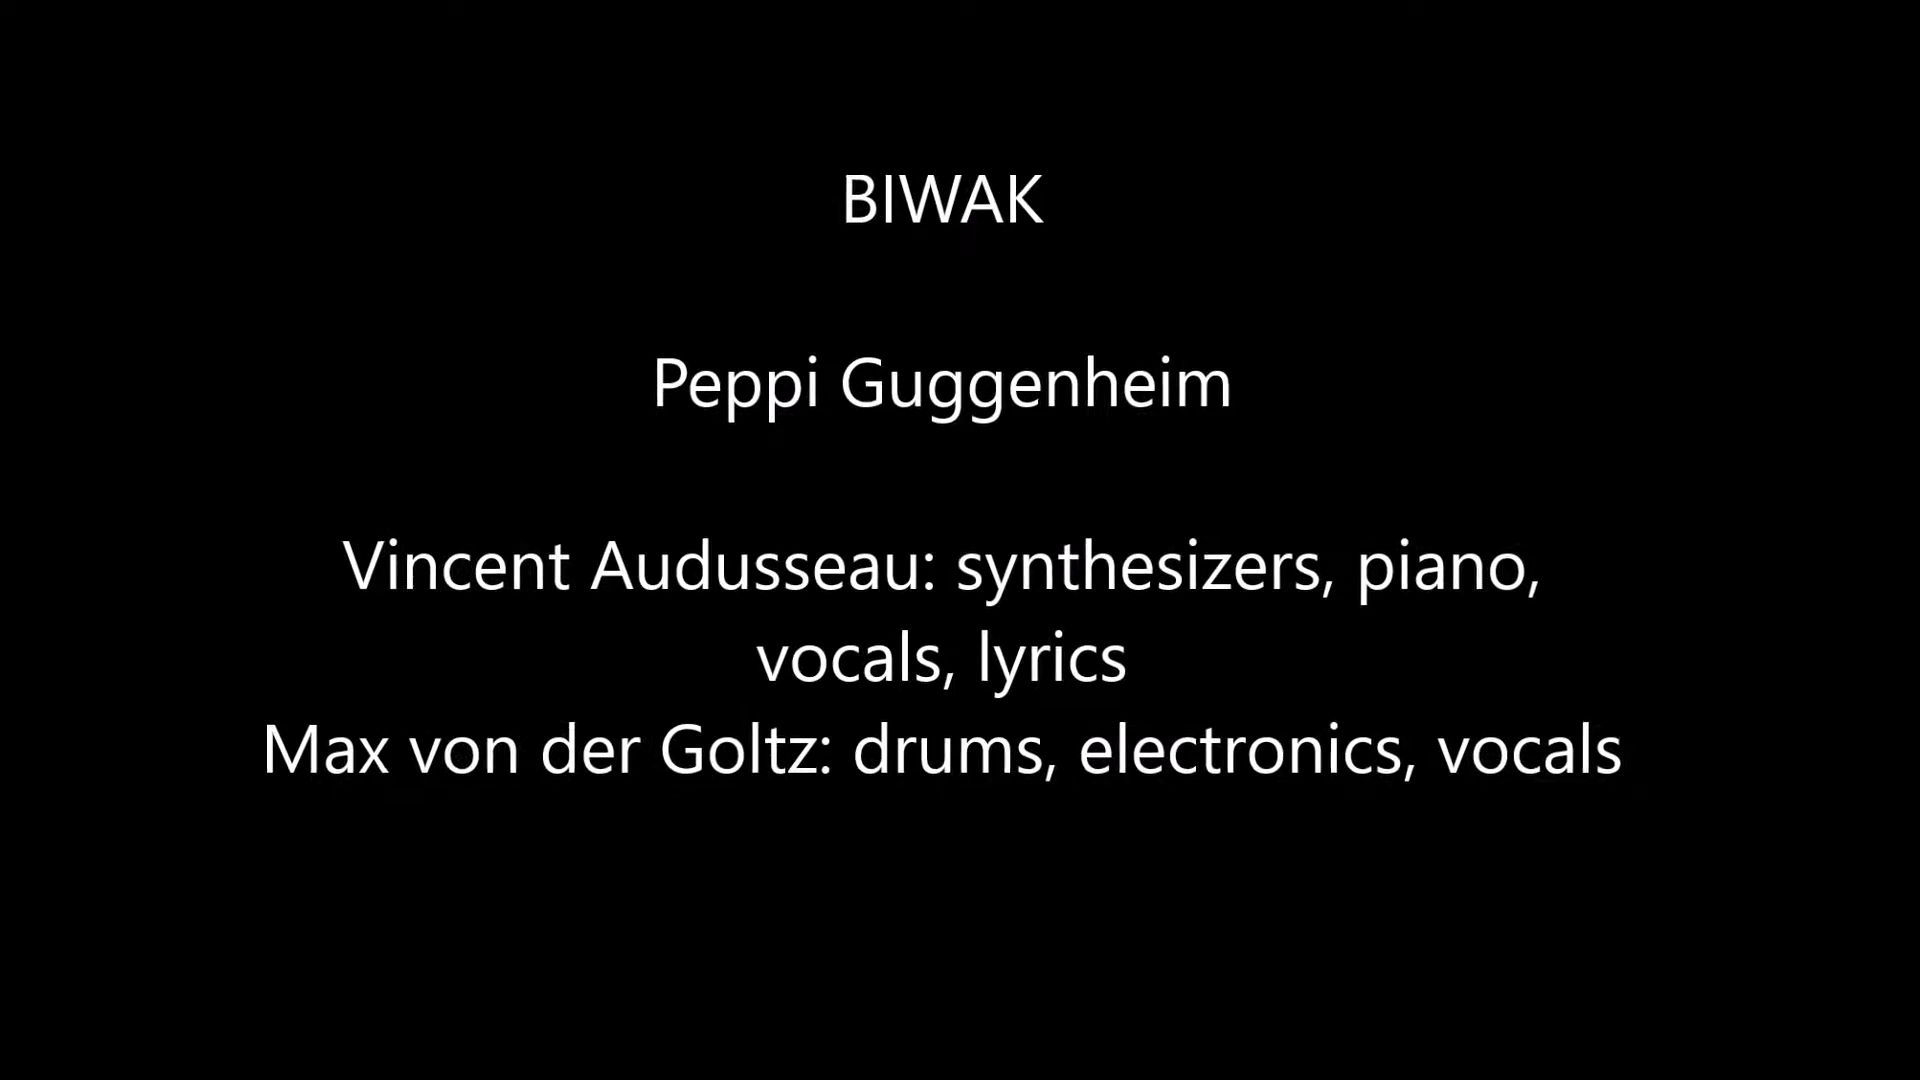 BIWAK
Peppi Guggenheim
Vincent Audusseau: synthesizers, piano,
vocals, lyrics
Max von der Goltz: drums, electronics, vocals